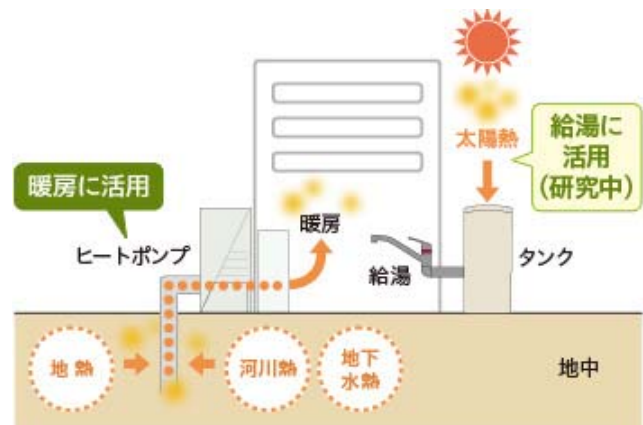 太陽熱
給湯に
活用
(研究中)
暖房に活用
暖房
ヒートポンプ
給湯
タンク
地熱
河川熱
地下
水熱
地中